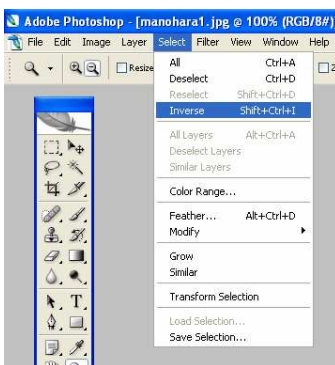 Adobe Photoshop - [manohara1.jpg @ 100% (RGB/8#)]
File Edit Image Layer Select Filter View Window Help
Resize
All Ctrl+A
Deselect Ctrl+D
Reselect Shift+Ctrl+D
Inverse Shift+Ctrl+I
All Layers Alt+Ctrl+A
Deselect Layers
Similar Layers
Color Range...
Feather... Alt+Ctrl+D
Modify
Grow
Similar
Transform Selection
Load Selection...
Save Selection...
T